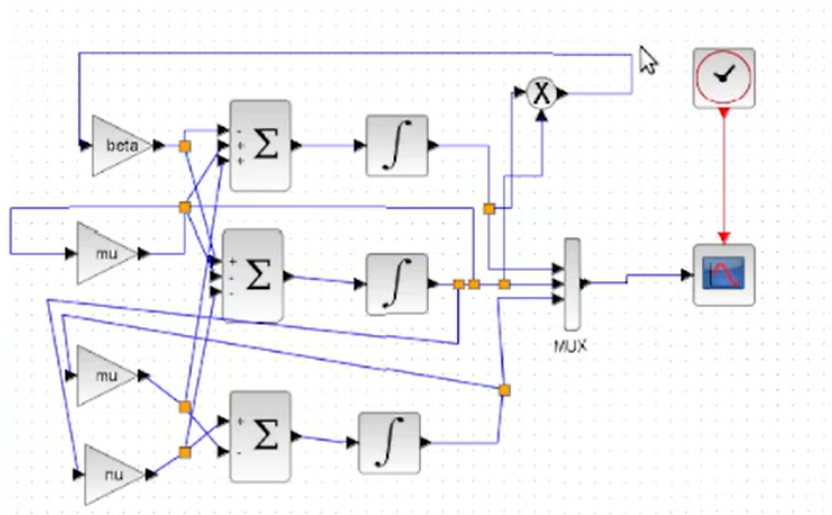 X
beta
-
+
+
Σ
∫
mu
+
+
-
Σ
∫
MUX
mu
nu
+
-
Σ
∫